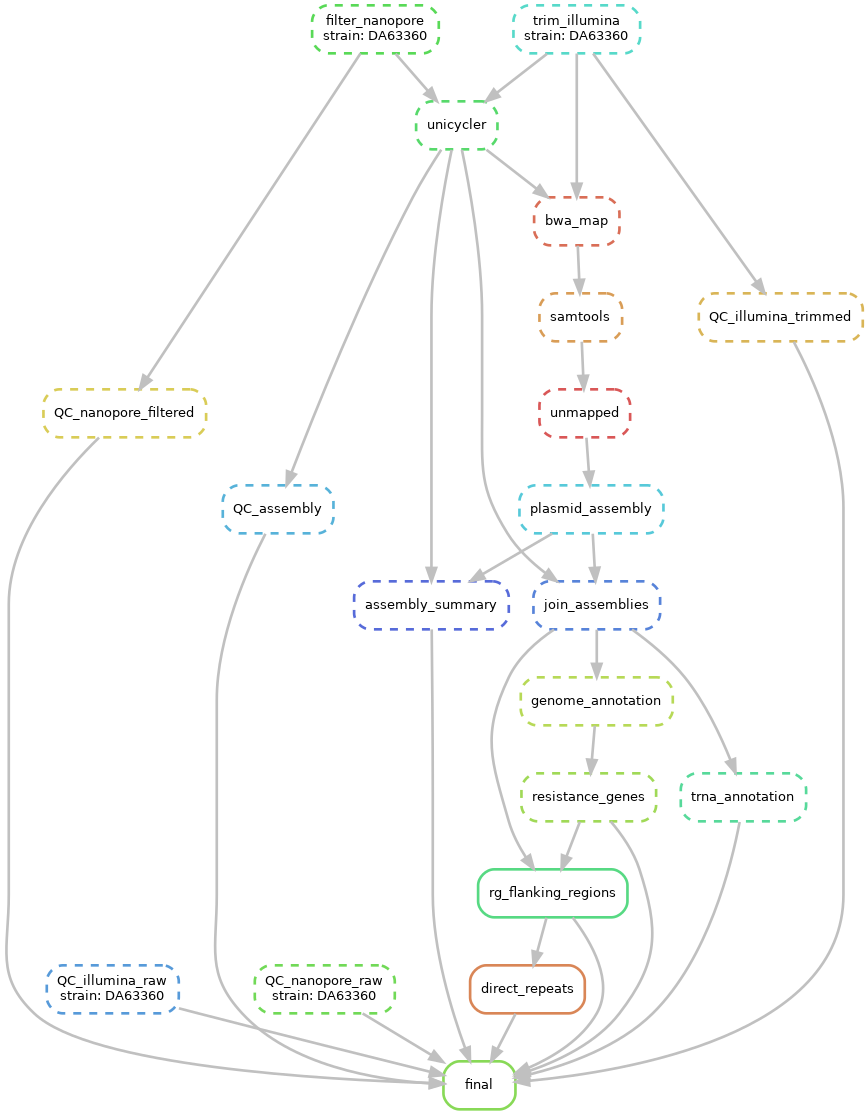 filter_nanopore
strain: DA63360
trim_illumina
strain: DA63360
unicycler
bwa_map
samtools
QC_illumina_trimmed
QC_nanopore_filtered
unmapped
QC_assembly
plasmid_assembly
assembly_summary
join_assemblies
genome_annotation
resistance_genes
trna_annotation
rg_flanking_regions
QC_illumina_raw
strain: DA63360
QC_nanopore_raw
strain: DA63360
direct_repeats
final